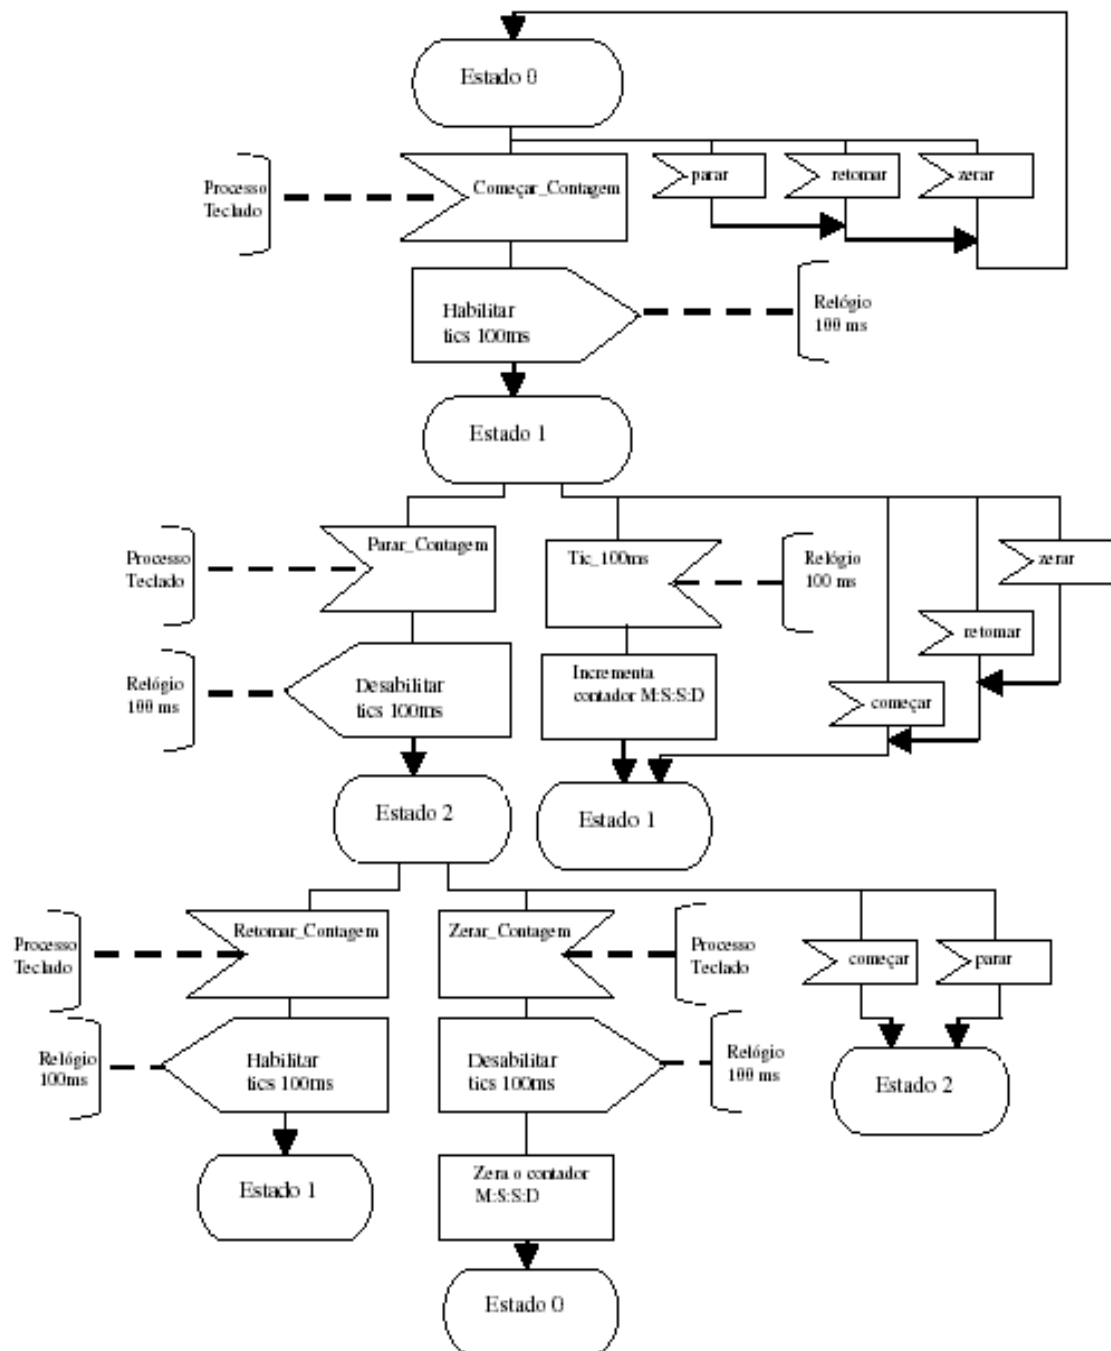 Estado 0
Processo
Teclado
Começar_Contagem
parar
retomar
zerar
Habilitar
tics 100ms
Relógio
100 ms
Estado 1
Processo
Teclado
Parar_Contagem
Tic_100ms
Relógio
100 ms
zerar
retomar
Relógio
100 ms
Desabilitar
tics 100ms
Incrementa
contador M:S:S:D
começar
Estado 2
Estado 1
Processo
Teclado
Retomar_Contagem
Zerar_Contagem
Processo
Teclado
começar
parar
Relógio
100ms
Habilitar
tics 100ms
Desabilitar
tics 100ms
Relógio
100 ms
Estado 2
Estado 1
Zera o contador
M:S:S:D
Estado 0